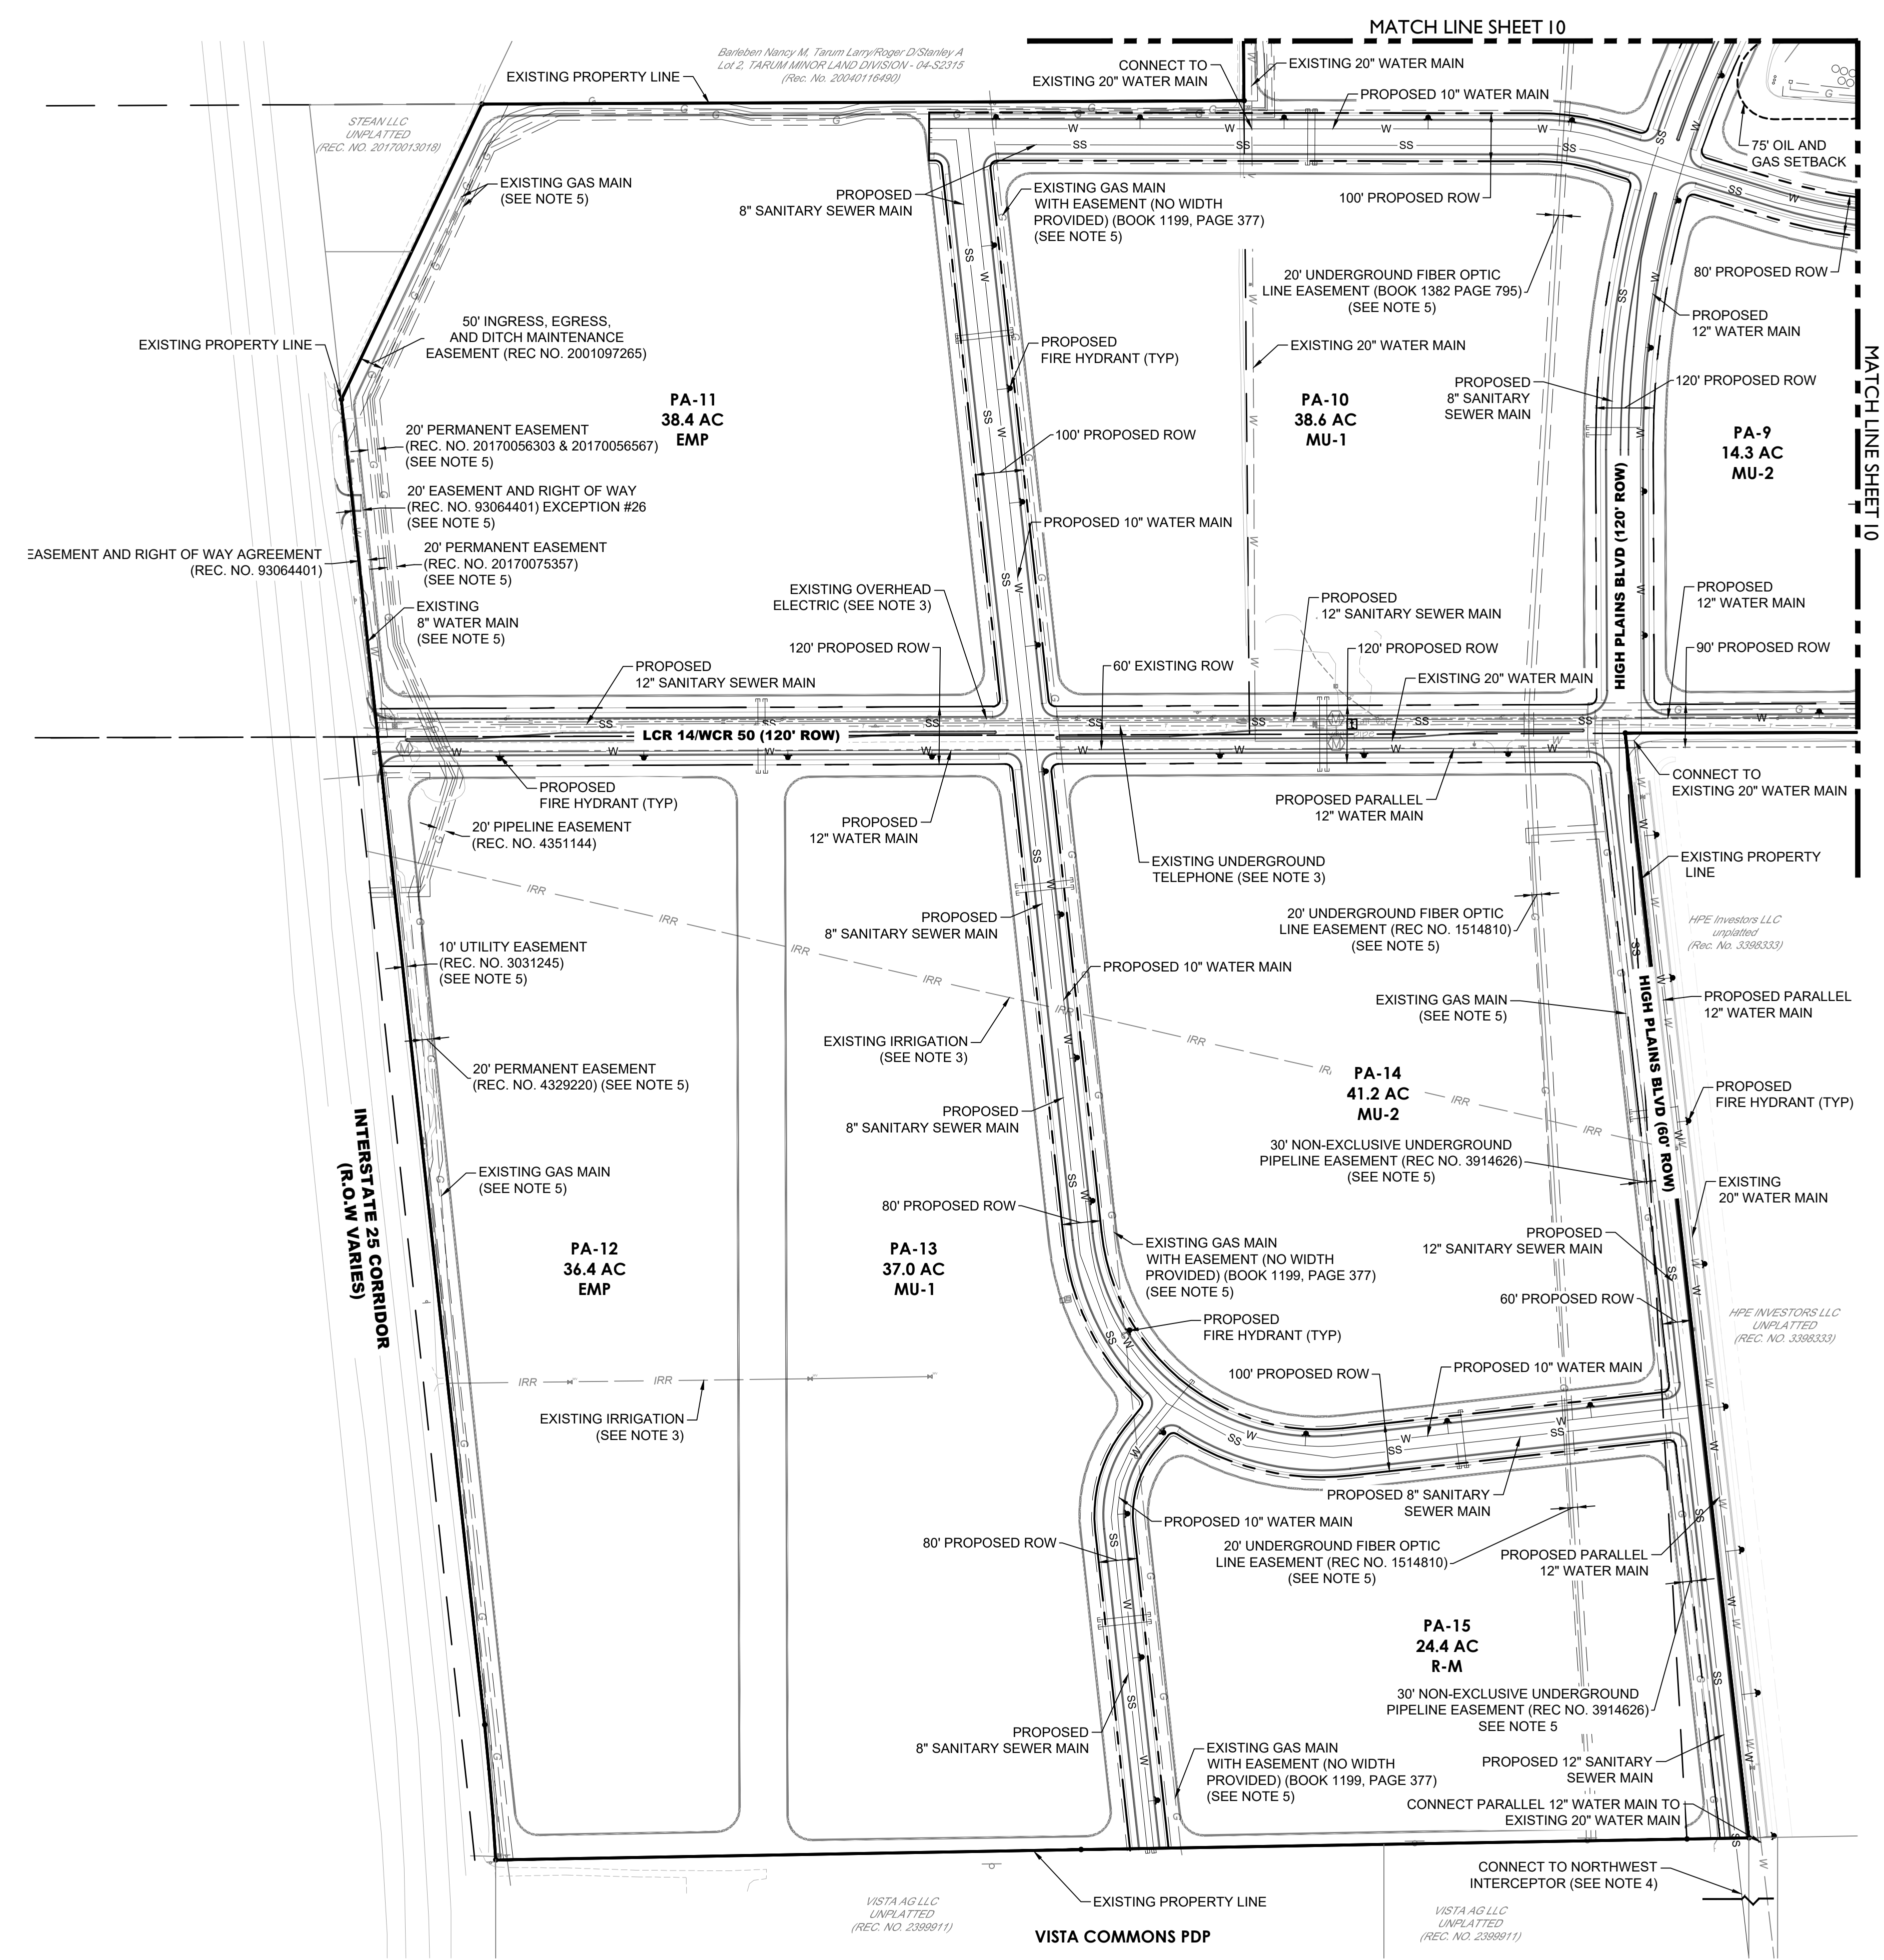 MATCH LINE SHEET 10
Barleben Nancy M, Tarum Larry/Roger D/Stanley A
Lot 2, TARUM MINOR LAND DIVISION - 04-S2315
(Rec. No. 20040116490)
EXISTING PROPERTY LINE
CONNECT TO
EXISTING 20" WATER MAIN
EXISTING 20" WATER MAIN
PROPOSED 10" WATER MAIN
STEAN LLC
UNPLATTED
(REC. NO. 20170013018)
75' OIL AND
GAS SETBACK
EXISTING GAS MAIN
(SEE NOTE 5)
PROPOSED
8" SANITARY SEWER MAIN
EXISTING GAS MAIN
WITH EASEMENT (NO WIDTH
PROVIDED) (BOOK 1199, PAGE 377)
(SEE NOTE 5)
100' PROPOSED ROW
20' UNDERGROUND FIBER OPTIC
LINE EASEMENT (BOOK 1382 PAGE 795)
(SEE NOTE 5)
80' PROPOSED ROW
PROPOSED
12" WATER MAIN
50' INGRESS, EGRESS,
AND DITCH MAINTENANCE
EASEMENT (REC NO. 2001097265)
EXISTING PROPERTY LINE
PROPOSED
FIRE HYDRANT (TYP)
EXISTING 20" WATER MAIN
MATCH LINE SHEET 10
PA-11
38.4 AC
EMP
PA-10
38.6 AC
MU-1
PROPOSED
8" SANITARY
SEWER MAIN
120' PROPOSED ROW
PA-9
14.3 AC
MU-2
20' PERMANENT EASEMENT
(REC. NO. 20170056303 & 20170056567)
(SEE NOTE 5)
100' PROPOSED ROW
20' EASEMENT AND RIGHT OF WAY
(REC. NO. 93064401) EXCEPTION #26
(SEE NOTE 5)
PROPOSED 10" WATER MAIN
HIGH PLAINS BLVD (120' ROW)
EASEMENT AND RIGHT OF WAY AGREEMENT
(REC. NO. 93064401)
20' PERMANENT EASEMENT
(REC. NO. 20170075357)
(SEE NOTE 5)
EXISTING
8" WATER MAIN
(SEE NOTE 5)
EXISTING OVERHEAD
ELECTRIC (SEE NOTE 3)
PROPOSED
12" SANITARY SEWER MAIN
PROPOSED
12" WATER MAIN
120' PROPOSED ROW
120' PROPOSED ROW
90' PROPOSED ROW
PROPOSED
12" SANITARY SEWER MAIN
60' EXISTING ROW
EXISTING 20" WATER MAIN
LCR 14/WCR 50 (120' ROW)
PROPOSED
FIRE HYDRANT (TYP)
CONNECT TO
EXISTING 20" WATER MAIN
PROPOSED PARALLEL
12" WATER MAIN
20' PIPELINE EASEMENT
(REC. NO. 4351144)
PROPOSED
12" WATER MAIN
EXISTING UNDERGROUND
TELEPHONE (SEE NOTE 3)
EXISTING PROPERTY
LINE
PROPOSED
8" SANITARY SEWER MAIN
20' UNDERGROUND FIBER OPTIC
LINE EASEMENT (REC NO. 1514810)
(SEE NOTE 5)
HPE Investors LLC
unplatted
(Rec. No. 3398333)
10' UTILITY EASEMENT
(REC. NO. 3031245)
(SEE NOTE 5)
PROPOSED 10" WATER MAIN
EXISTING GAS MAIN
(SEE NOTE 5)
PROPOSED PARALLEL
12" WATER MAIN
HIGH PLAINS BLVD (60' ROW)
EXISTING IRRIGATION
(SEE NOTE 3)
20' PERMANENT EASEMENT
(REC. NO. 4329220) (SEE NOTE 5)
PA-14
41.2 AC
MU-2
PROPOSED
FIRE HYDRANT (TYP)
PROPOSED
8" SANITARY SEWER MAIN
INTERSTATE 25 CORRIDOR
(R.O.W VARIES)
30' NON-EXCLUSIVE UNDERGROUND
PIPELINE EASEMENT (REC NO. 3914626)
(SEE NOTE 5)
EXISTING GAS MAIN
(SEE NOTE 5)
EXISTING
20" WATER MAIN
80' PROPOSED ROW
PA-12
36.4 AC
EMP
PA-13
37.0 AC
MU-1
EXISTING GAS MAIN
WITH EASEMENT (NO WIDTH
PROVIDED) (BOOK 1199, PAGE 377)
(SEE NOTE 5)
PROPOSED
12" SANITARY SEWER MAIN
60' PROPOSED ROW
HPE INVESTORS LLC
UNPLATTED
(REC. NO. 3398333)
PROPOSED
FIRE HYDRANT (TYP)
100' PROPOSED ROW
PROPOSED 10" WATER MAIN
EXISTING IRRIGATION
(SEE NOTE 3)
PROPOSED 8" SANITARY
SEWER MAIN
PROPOSED 10" WATER MAIN
80' PROPOSED ROW
20' UNDERGROUND FIBER OPTIC
LINE EASEMENT (REC NO. 1514810)
(SEE NOTE 5)
PROPOSED PARALLEL
12" WATER MAIN
PA-15
24.4 AC
R-M
30' NON-EXCLUSIVE UNDERGROUND
PIPELINE EASEMENT (REC NO. 3914626)
SEE NOTE 5
PROPOSED
8" SANITARY SEWER MAIN
EXISTING GAS MAIN
WITH EASEMENT (NO WIDTH
PROVIDED) (BOOK 1199, PAGE 377)
(SEE NOTE 5)
PROPOSED 12" SANITARY
SEWER MAIN
CONNECT PARALLEL 12" WATER MAIN TO
EXISTING 20" WATER MAIN
CONNECT TO NORTHWEST
INTERCEPTOR (SEE NOTE 4)
EXISTING PROPERTY LINE
VISTA AG LLC
UNPLATTED
(REC. NO. 2399911)
VISTA COMMONS PDP
VISTA AG LLC
UNPLATTED
(REC. NO. 2399911)